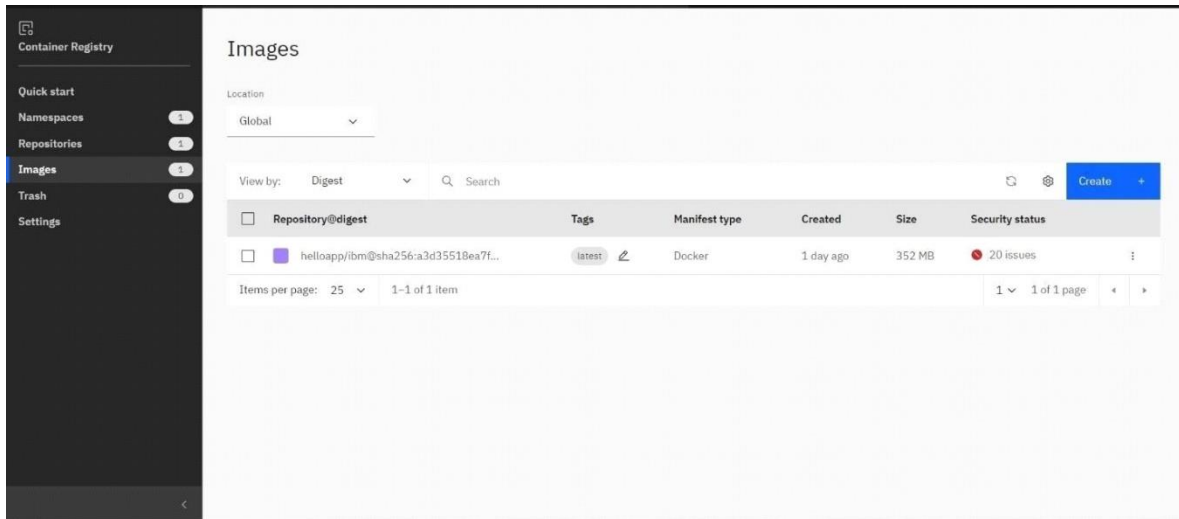 Container Registry
Quick start
Namespaces 1
Repositories 1
Images 1
Trash 0
Settings
Images
Location
Global
View by: Digest Search Create +
Repository@digest Tags Manifest type Created Size Security status
helloapp/ibm@sha256:a3d35518ea7f... latest Docker 1 day ago 352 MB 20 issues
Items per page: 25 1–1 of 1 item 1 1 of 1 page